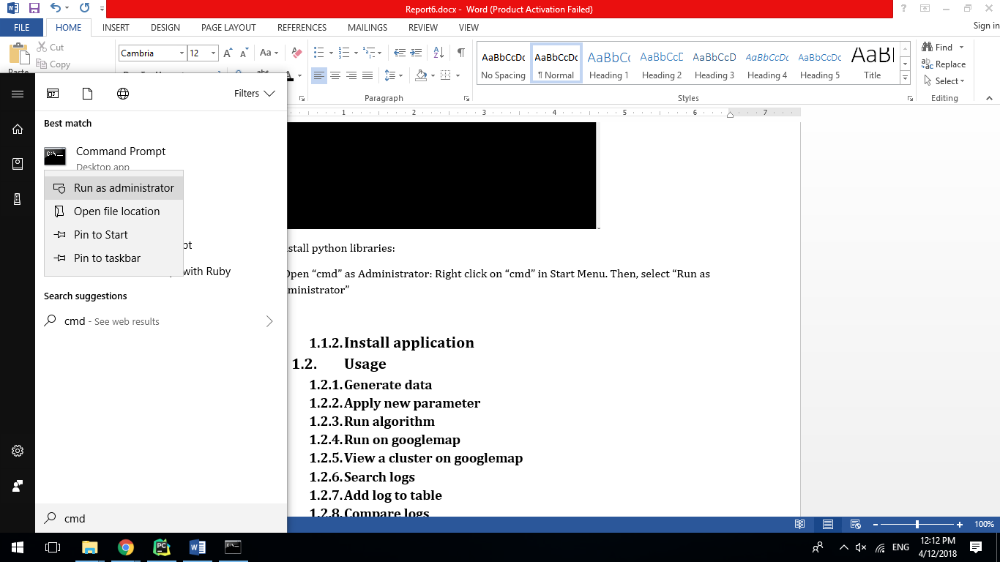 Report6.docx - Word (Product Activation Failed)
FILE HOME INSERT DESIGN PAGE LAYOUT REFERENCES MAILINGS REVIEW VIEW Sign in
Cut
Copy
Paste
Cambria 12
Paragraph
AaBbCcDc AaBbCcDc AaBbCc AaBbCcD AaBbCcD AaBbCcDc AaBbCcDc AaBl
No Spacing ¶ Normal Heading 1 Heading 2 Heading 3 Heading 4 Heading 5 Title
Styles
Find
Replace
Select
Editing
1 2 3 4 5 6 7
Filters
Best match
Command Prompt
Desktop app
Run as administrator
Open file location
Pin to Start
Pin to taskbar
pt
with Ruby
Search suggestions
cmd - See web results
cmd
stall python libraries:
Open “cmd” as Administrator: Right click on “cmd” in Start Menu. Then, select “Run as
ministrator”
1.1.2. Install application
1.2. Usage
1.2.1. Generate data
1.2.2. Apply new parameter
1.2.3. Run algorithm
1.2.4. Run on googlemap
1.2.5. View a cluster on googlemap
1.2.6. Search logs
1.2.7. Add log to table
1.2.8. Compare logs
100%
ENG
12:12 PM
4/12/2018